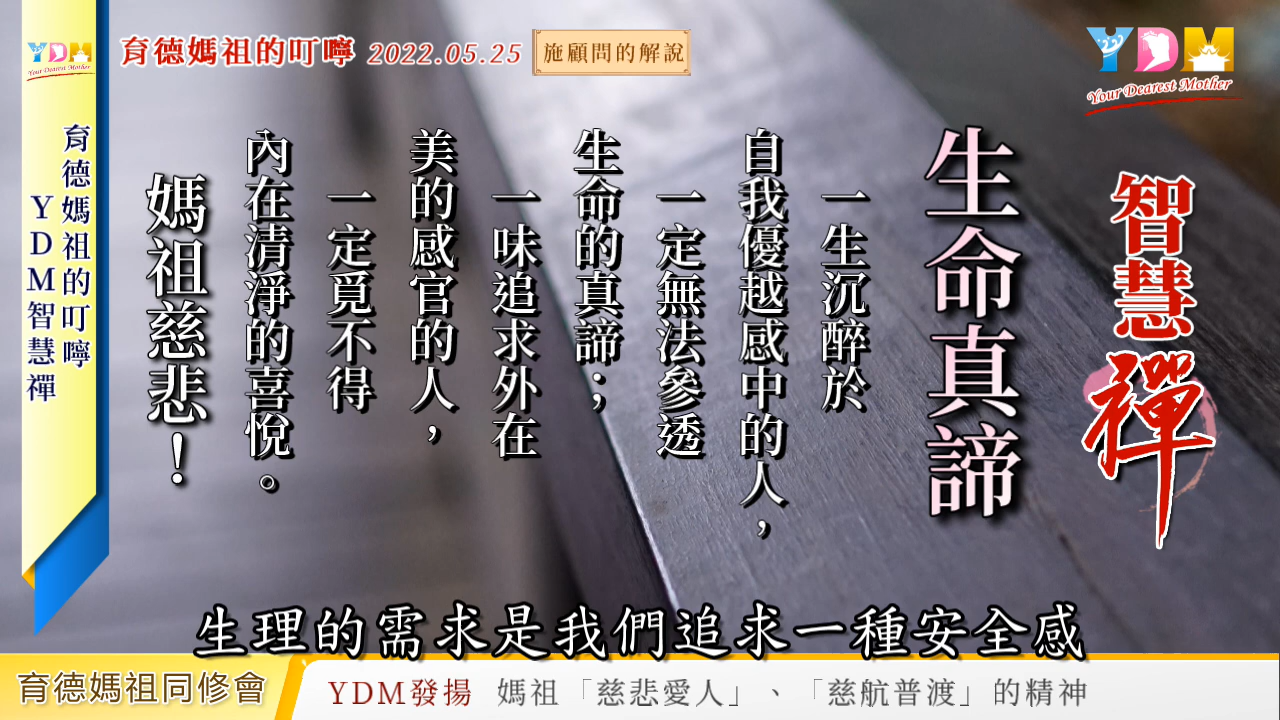 YDM
Your Dearest Mother
育德媽祖的叮嚀
YDM智慧禪
育德媽祖的叮嚀 2022.05.25 施顧問的解說
YDM
Your Dearest Mother
智慧禪
生命真諦
一生沉醉於
自我優越感中的人，
一定無法參透
生命的真諦；
一味追求外在
美的感官的人，
一定覓不得
內在清淨的喜悅。
媽祖慈悲！
生理的需求是我們追求一種安全感
育德媽祖同修會
YDM發揚 媽祖「慈悲愛人」、「慈航普渡」的精神